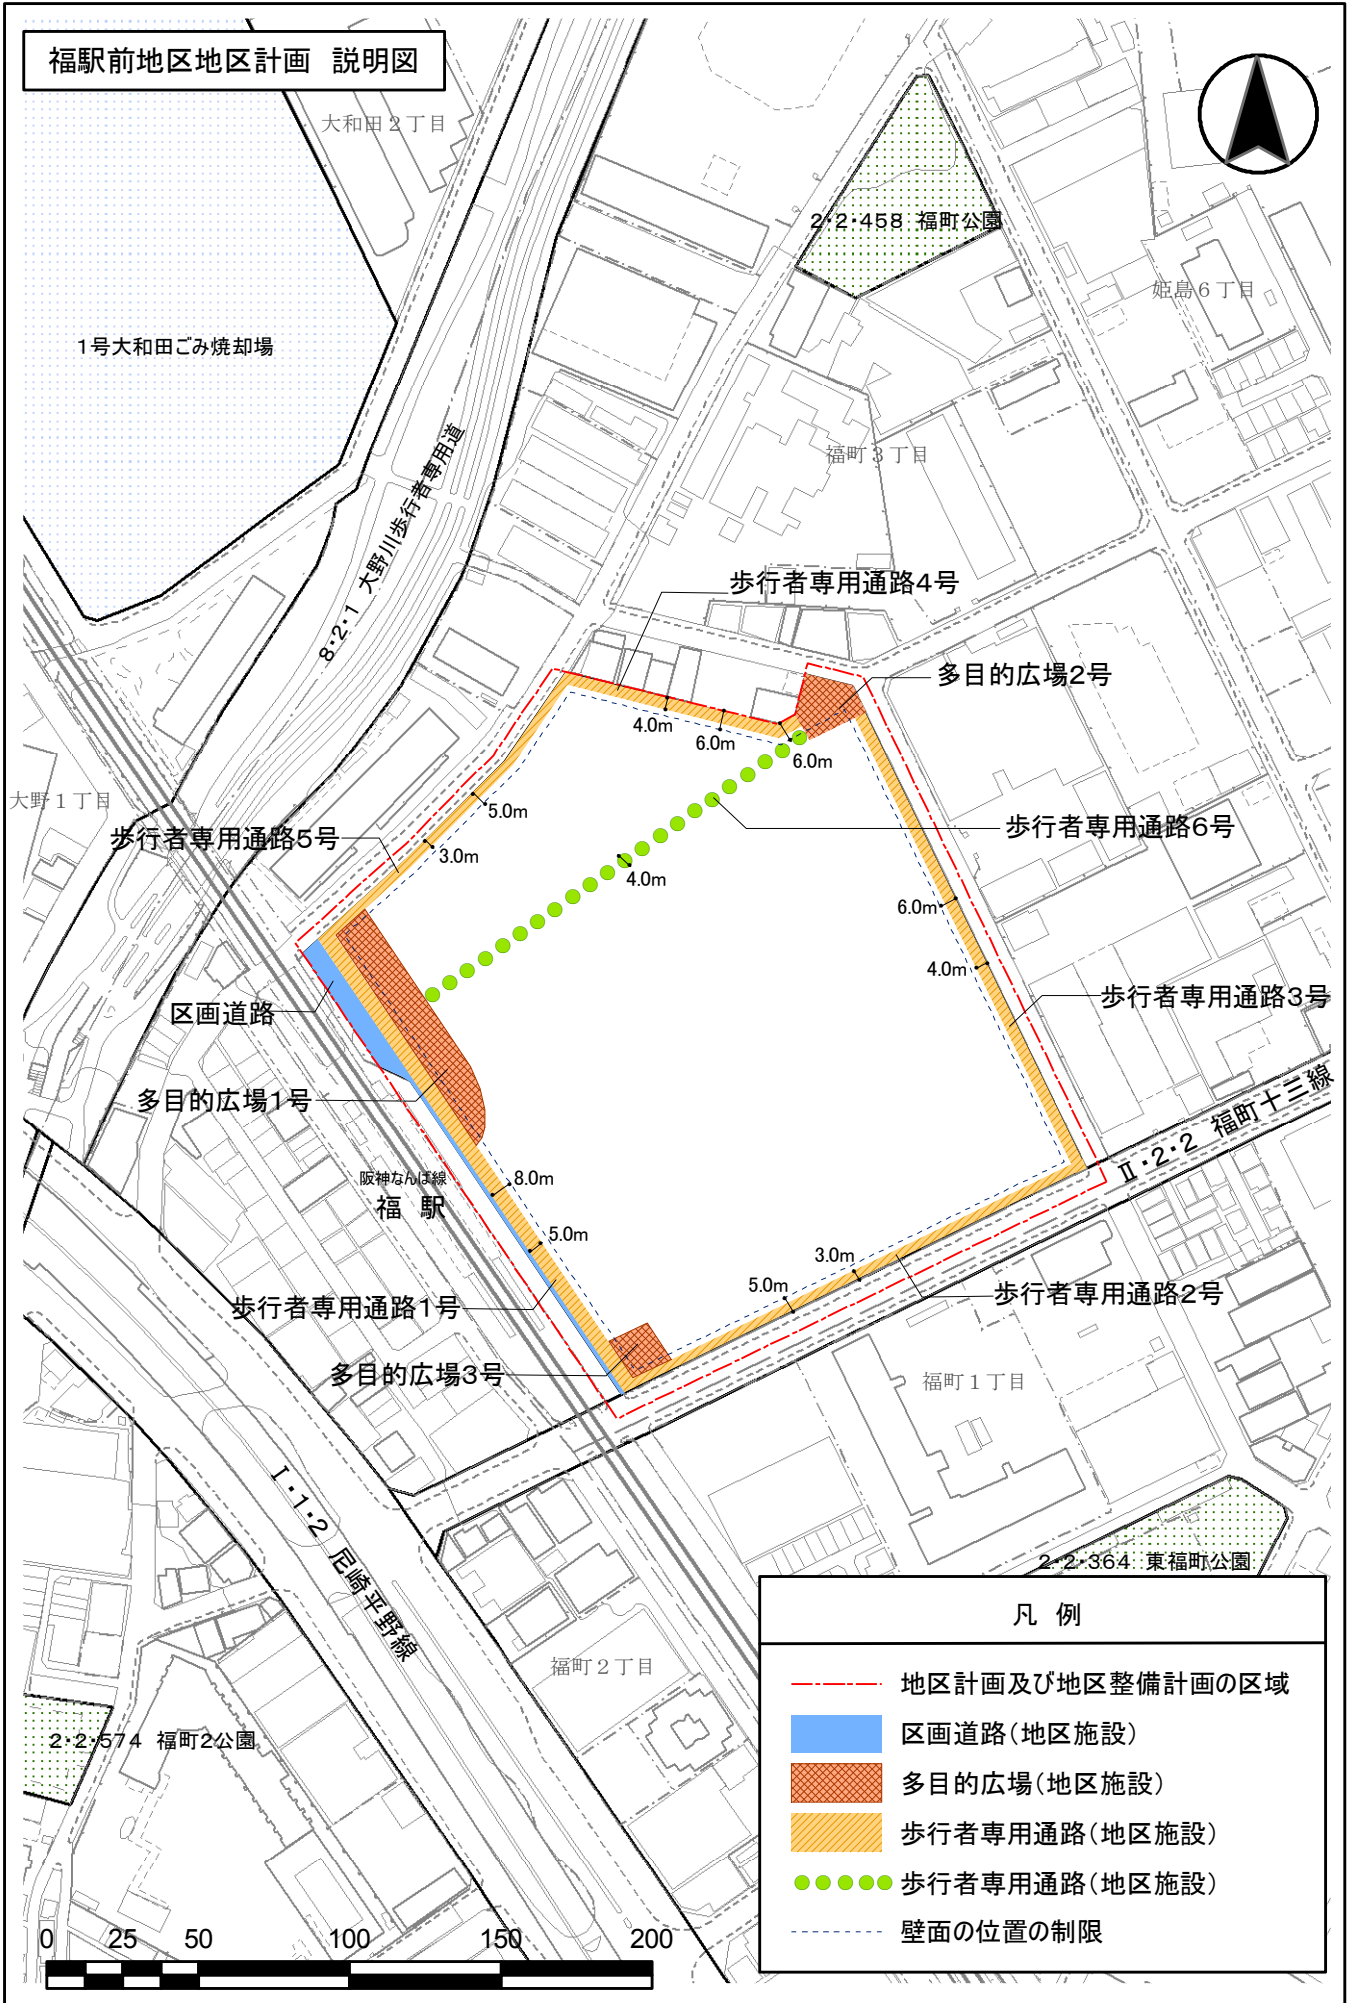 福駅前地区地区計画 説明図
大和田2丁目
2・2・458 福町公園
姫島6丁目
1号大和田ごみ焼却場
8・2・1 大野川歩行者専用道
福町3丁目
歩行者専用通路4号
多目的広場2号
4.0m
6.0m
6.0m
大野1丁目
5.0m
歩行者専用通路5号
3.0m
歩行者専用通路6号
4.0m
6.0m
4.0m
歩行者専用通路3号
区画道路
多目的広場1号
Ⅱ・2・2 福町十三線
阪神なんば線
福 駅
8.0m
5.0m
3.0m
5.0m
歩行者専用通路1号
歩行者専用通路2号
多目的広場3号
福町1丁目
Ⅰ・1・2 尼崎平野線
2・2・364 東福町公園
福町2丁目
2・2・574 福町2公園
凡 例
地区計画及び地区整備計画の区域
区画道路(地区施設)
多目的広場(地区施設)
歩行者専用通路(地区施設)
歩行者専用通路(地区施設)
壁面の位置の制限
0 25 50 100 150 200